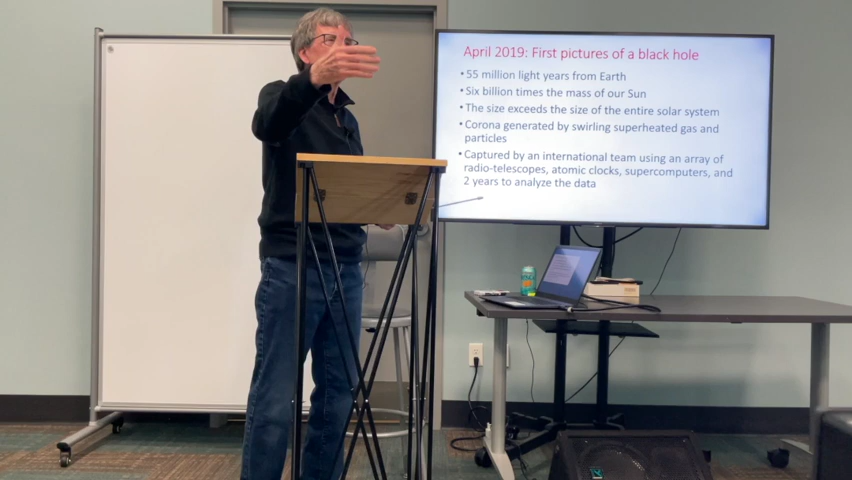 April 2019: First pictures of a black hole
• 55 million light years from Earth
• Six billion times the mass of our Sun
• The size exceeds the size of the entire solar system
• Corona generated by swirling superheated gas and
particles
• Captured by an international team using an array of
radio-telescopes, atomic clocks, supercomputers, and
2 years to analyze the data